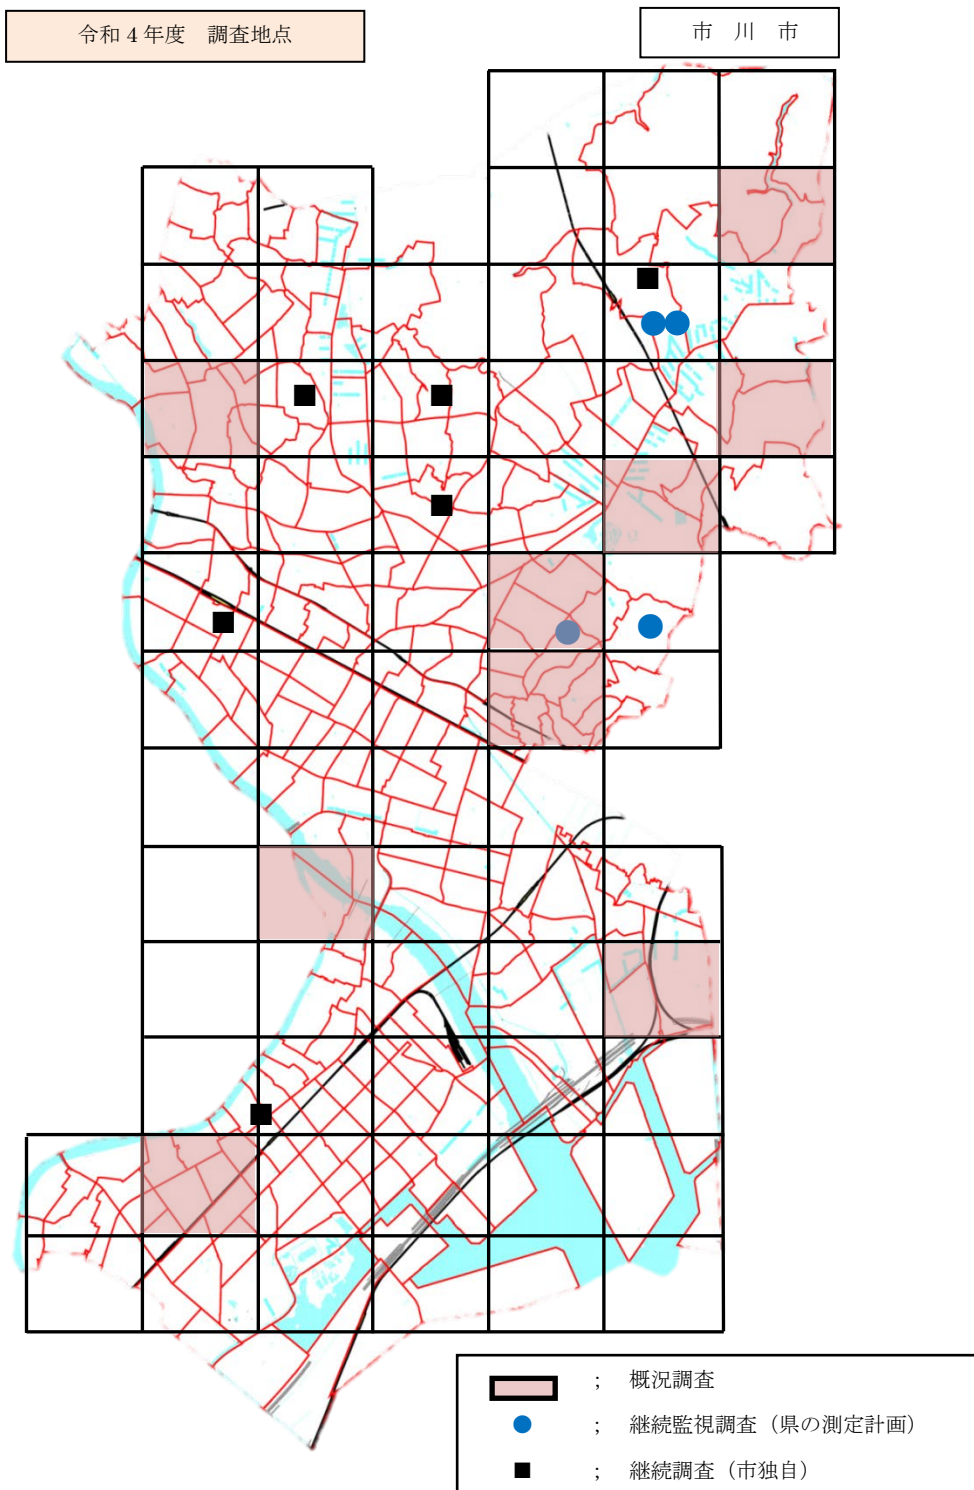 令和4年度　調査地点
市　川　市
；　概況調査
；　継続監視調査（県の測定計画）
；　継続調査（市独自）